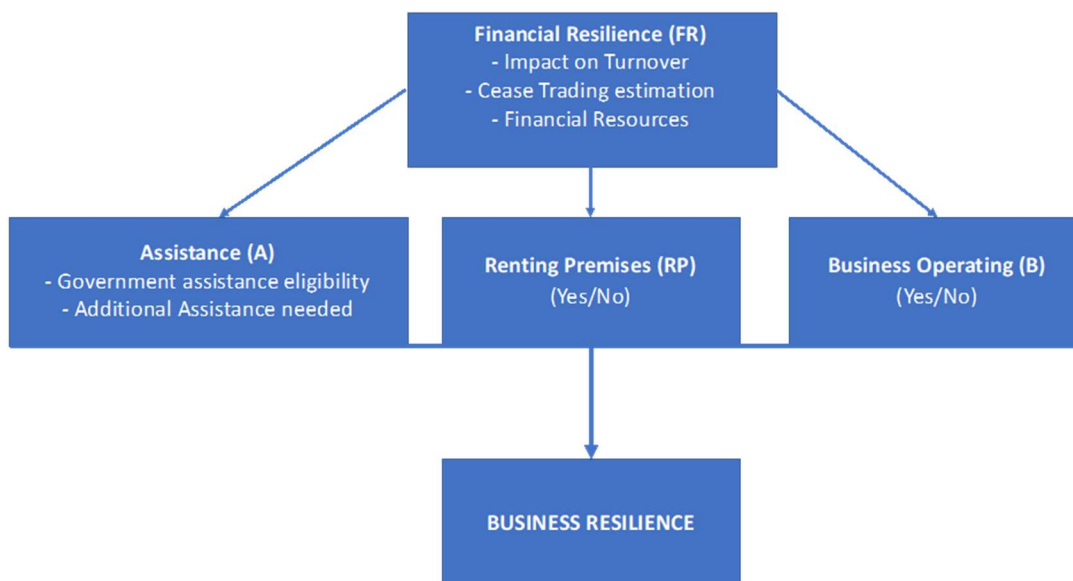 Financial Resilience (FR)
- Impact on Turnover
- Cease Trading estimation
- Financial Resources
Assistance (A)
- Government assistance eligibility
- Additional Assistance needed
Renting Premises (RP)
(Yes/No)
Business Operating (B)
(Yes/No)
BUSINESS RESILIENCE